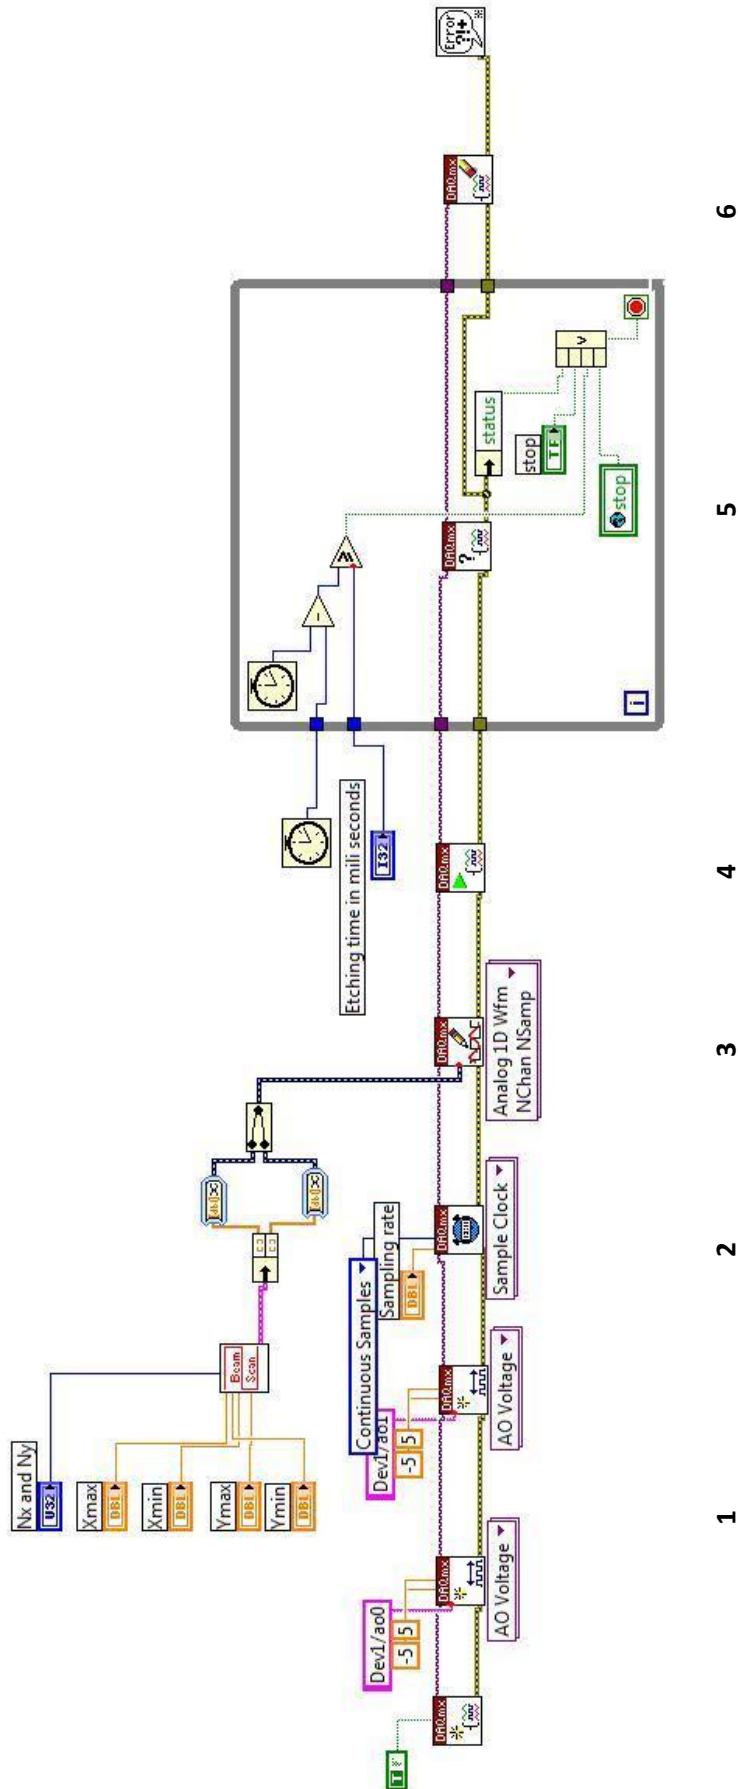 Nx and Ny
U32
Xmax
DBL
Xmin
DBL
Ymax
DBL
Ymin
DBL
Beam
Scan
Continuous Samples
Sampling rate
DBL
Etching time in mili seconds
I32
T
DAQmx
Dev1/ao0
-5
5
DAQmx
AO Voltage
Dev1/ao1
-5
5
DAQmx
AO Voltage
DAQmx
Sample Clock
DAQmx
Analog 1D Wfm
NChan NSamp
DAQmx
DAQmx
?
status
stop
TF
stop
i
DAQmx
Error
?!+
1
2
3
4
5
6